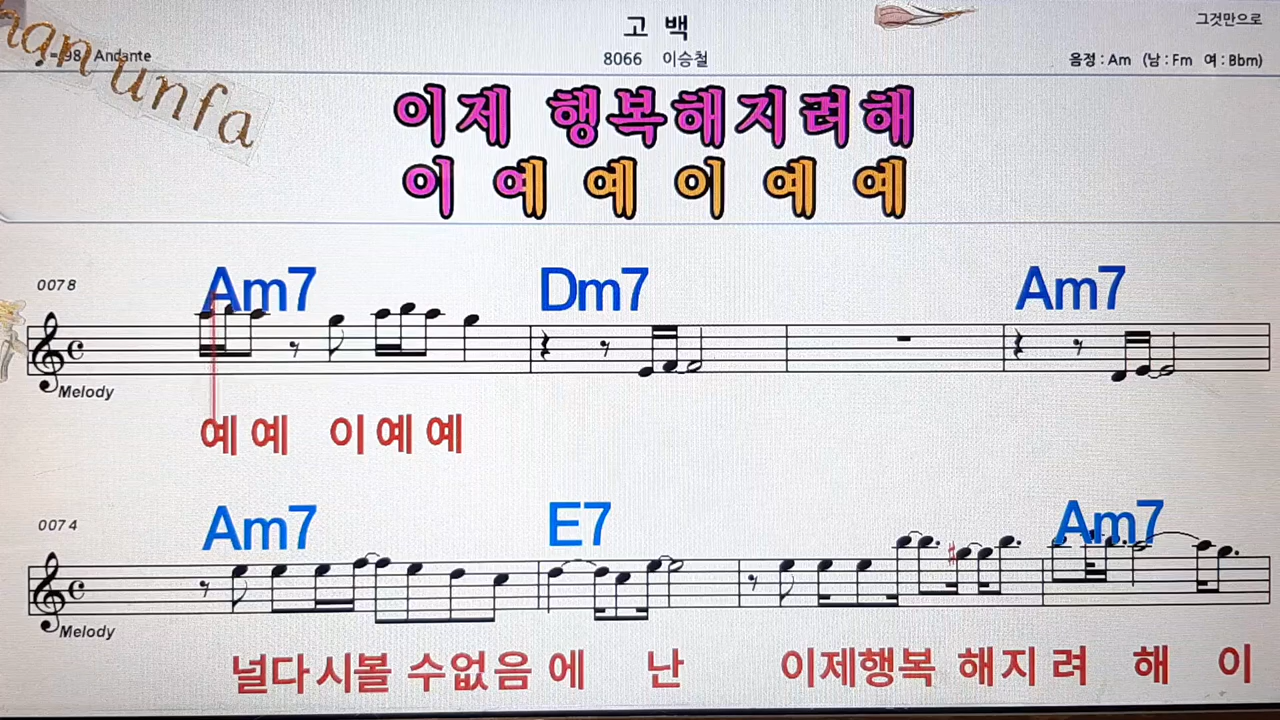 고 백
그것만으로
98 Andante
8066 이승철
음정 : Am (남 : Fm 여 : Bbm)
man unfa
이제 행복해지려해
이 예 예 이 예 예
0078
Am7 Dm7 Am7
Melody
예 예 이 예 예
0074
Am7 E7 Am7
Melody
널다시볼 수없음 에 난 이제행복 해지 려 해 이